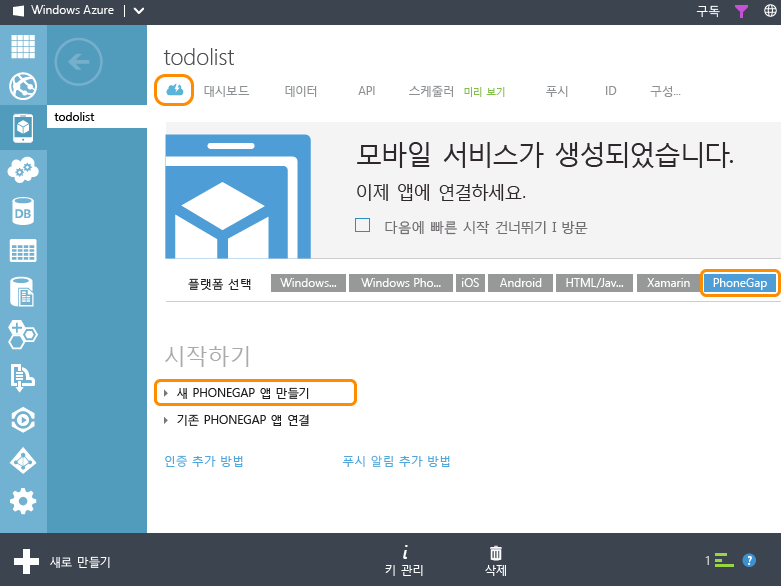 Windows Azure | 구독
todolist
todolist
대시보드 데이터 API 스케줄러 미리 보기 푸시 ID 구성...
모바일 서비스가 생성되었습니다.
이제 앱에 연결하세요.
다음에 빠른 시작 건너뛰기 I 방문
플랫폼 선택 Windows... Windows Pho... iOS Android HTML/Jav... Xamarin PhoneGap
시작하기
새 PHONEGAP 앱 만들기
기존 PHONEGAP 앱 연결
인증 추가 방법 푸시 알림 추가 방법
DB
새로 만들기 키 관리 삭제 1 ?